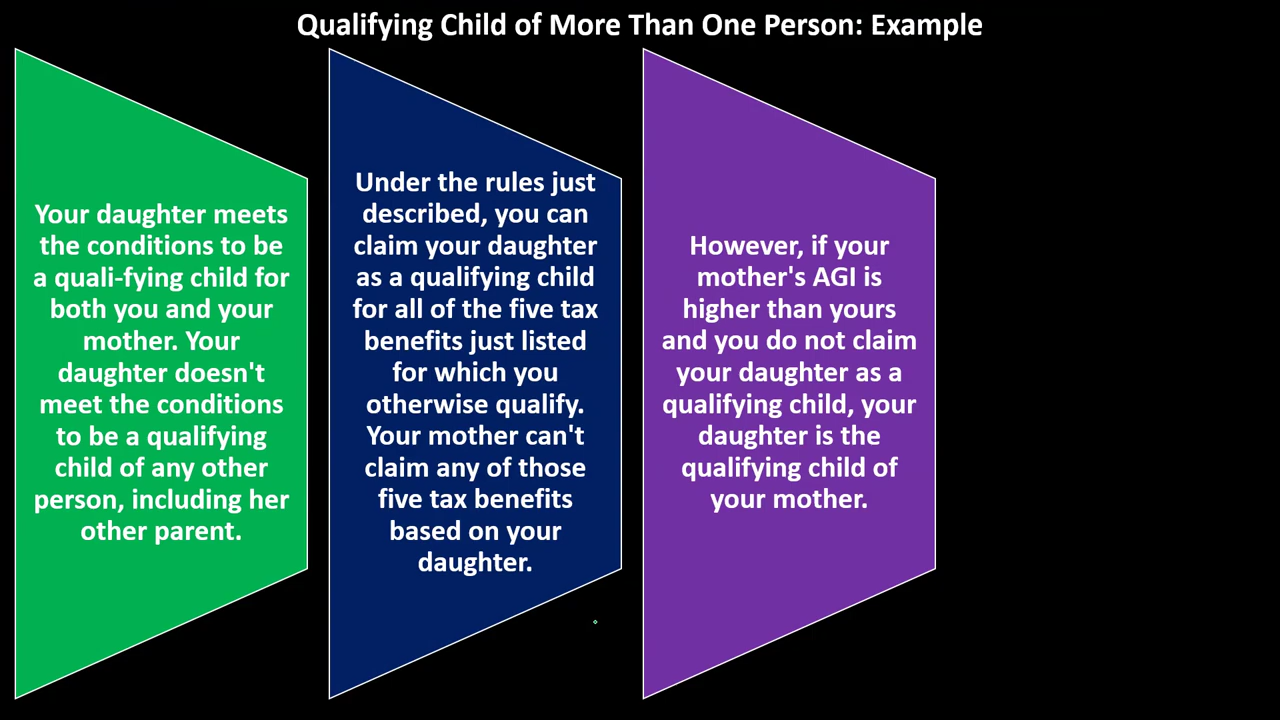 Qualifying Child of More Than One Person: Example
Your daughter meets
the conditions to be
a quali-fying child for
both you and your
mother. Your
daughter doesn't
meet the conditions
to be a qualifying
child of any other
person, including her
other parent.
Under the rules just
described, you can
claim your daughter
as a qualifying child
for all of the five tax
benefits just listed
for which you
otherwise qualify.
Your mother can't
claim any of those
five tax benefits
based on your
daughter.
However, if your
mother's AGI is
higher than yours
and you do not claim
your daughter as a
qualifying child, your
daughter is the
qualifying child of
your mother.